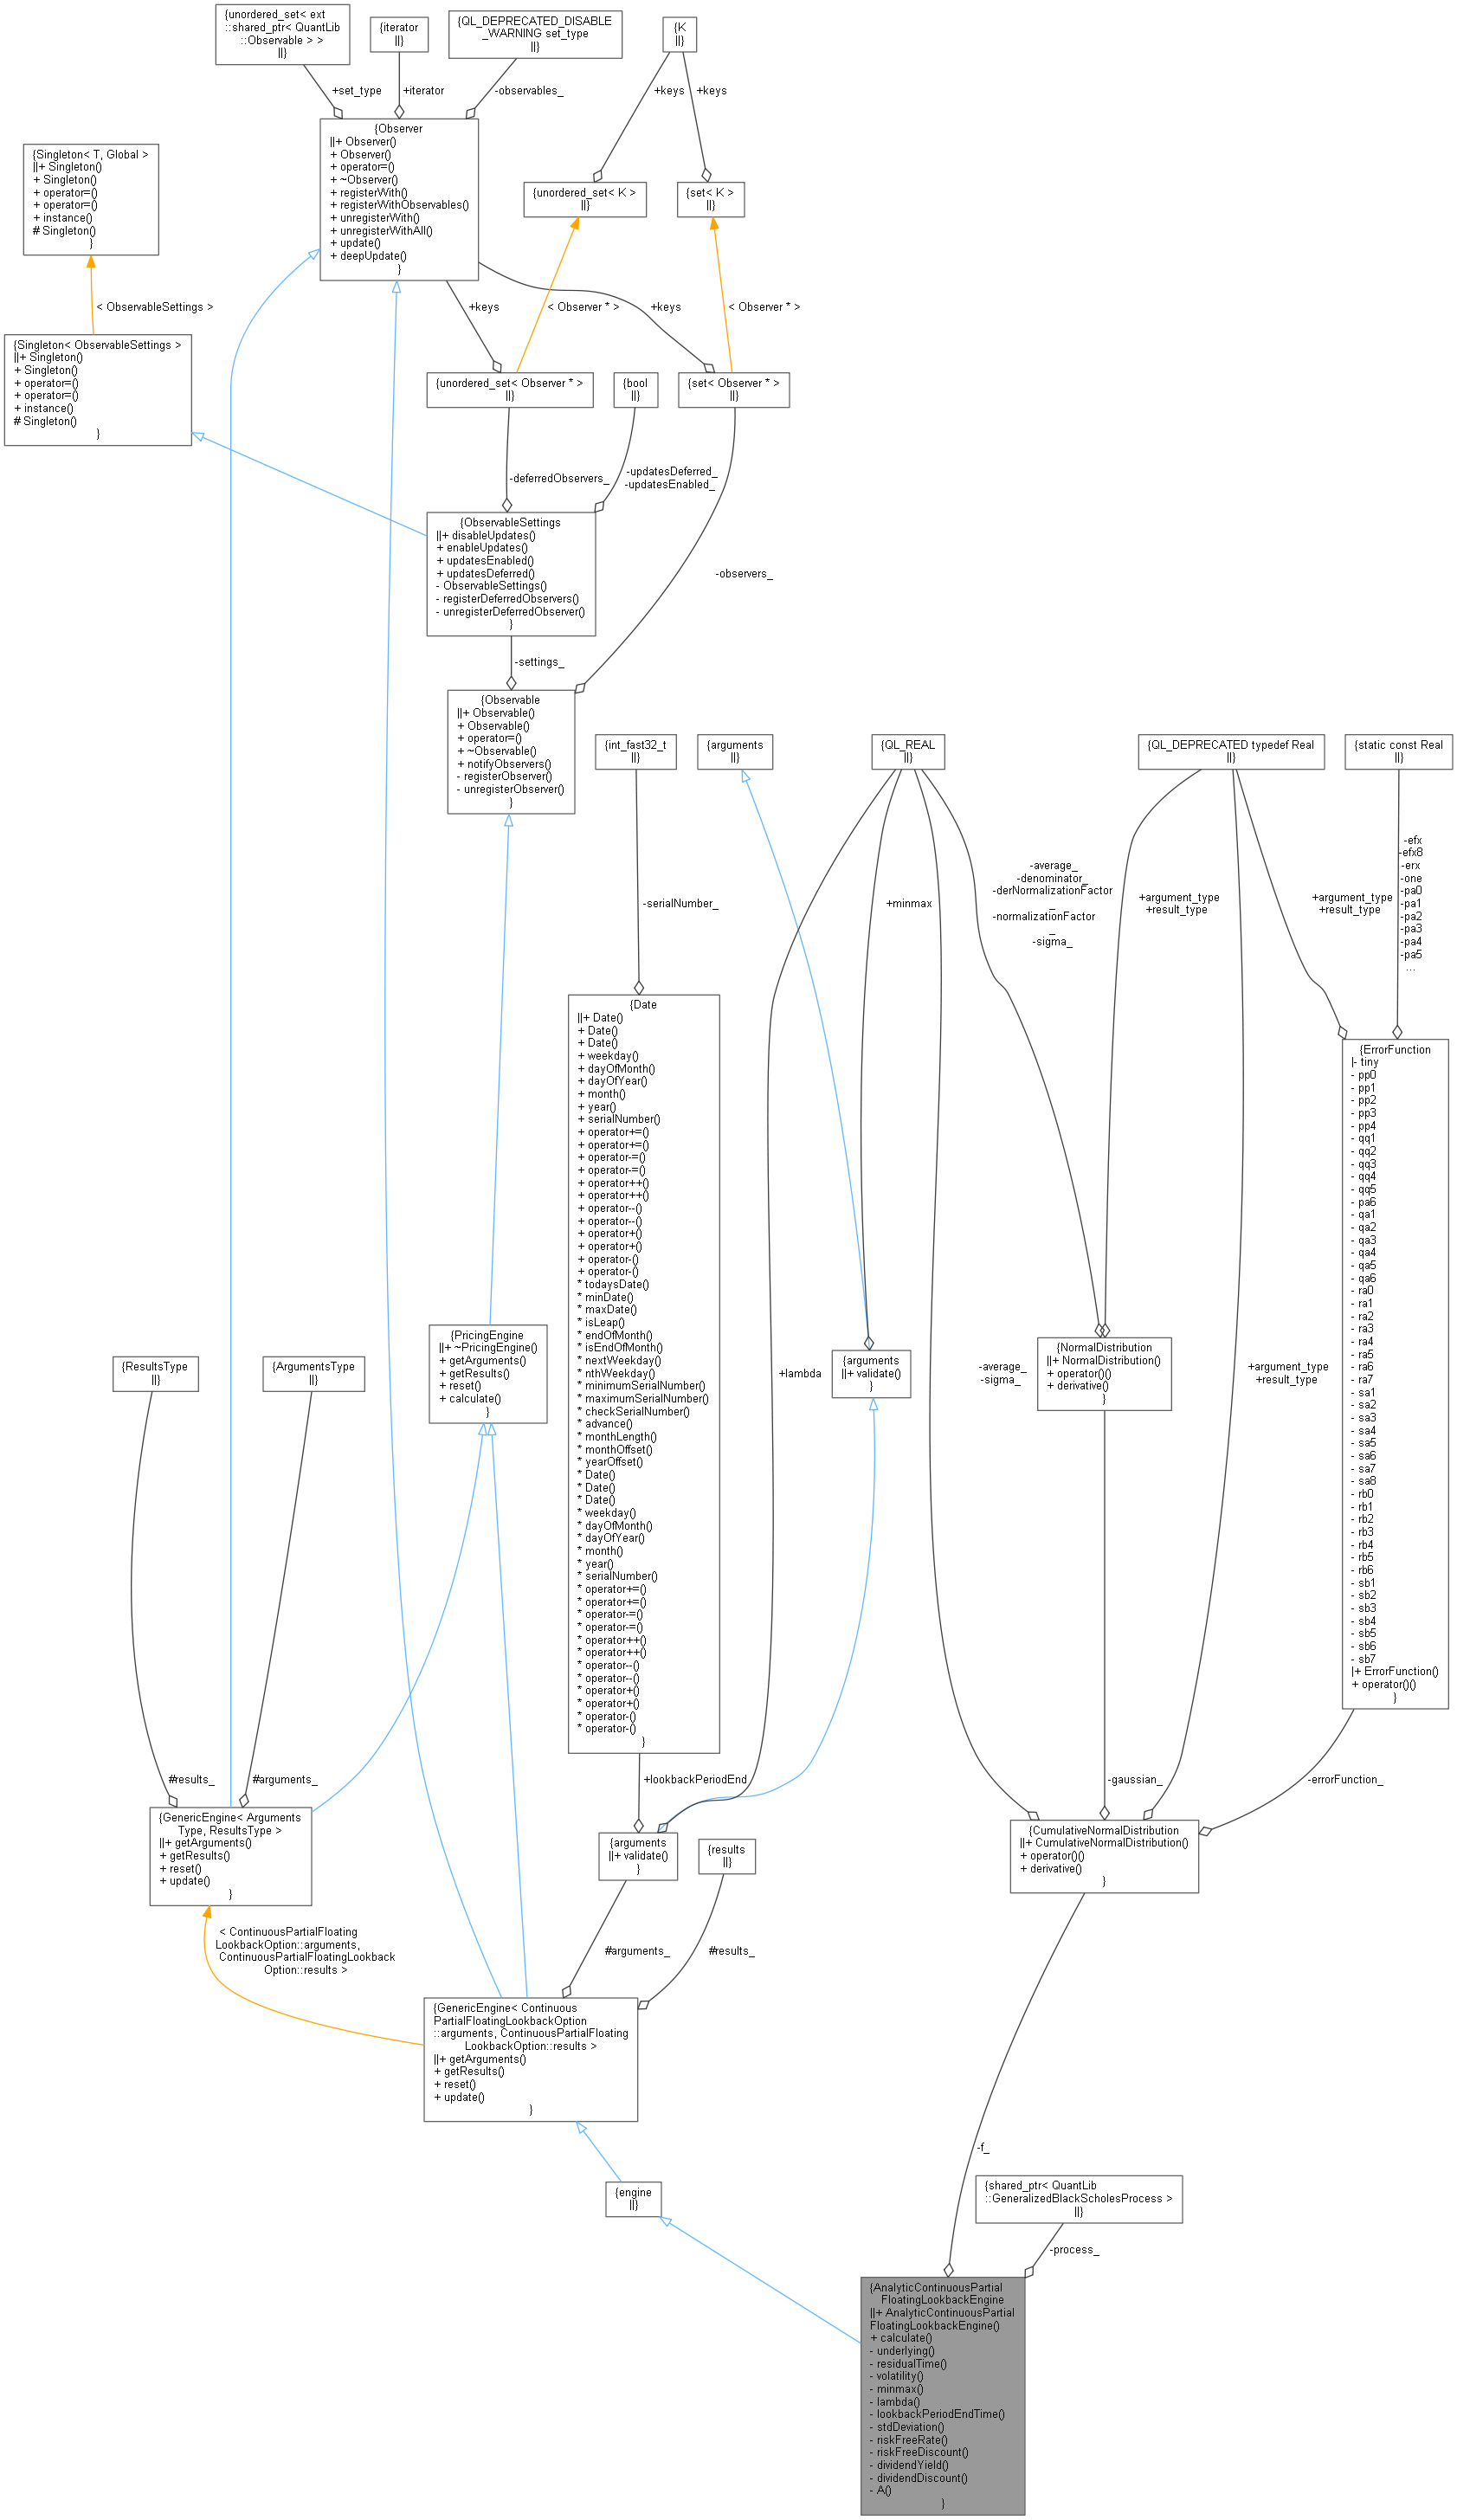 {unordered_set< ext
::shared_ptr< QuantLib
::Observable > >
||}
{iterator
||}
{QL_DEPRECATED_DISABLE
_WARNING set_type
||}
{K
||}
+set_type
+iterator
-observables_
+keys
+keys
{Observer
||+ Observer()
+ Observer()
+ operator=()
+ ~Observer()
+ registerWith()
+ registerWithObservables()
+ unregisterWith()
+ unregisterWithAll()
+ update()
+ deepUpdate()
}
{Singleton< T, Global >
||+ Singleton()
+ Singleton()
+ operator=()
+ operator=()
+ instance()
# Singleton()
}
{unordered_set< K >
||}
{set< K >
||}
< ObservableSettings >
+keys
< Observer * >
+keys
< Observer * >
{Singleton< ObservableSettings >
||+ Singleton()
+ Singleton()
+ operator=()
+ operator=()
+ instance()
# Singleton()
}
{unordered_set< Observer * >
||}
{bool
||}
{set< Observer * >
||}
-deferredObservers_
-updatesDeferred_
-updatesEnabled_
{ObservableSettings
||+ disableUpdates()
+ enableUpdates()
+ updatesEnabled()
+ updatesDeferred()
- ObservableSettings()
- registerDeferredObservers()
- unregisterDeferredObserver()
}
-observers_
-settings_
{Observable
||+ Observable()
+ Observable()
+ operator=()
+ ~Observable()
+ notifyObservers()
- registerObserver()
- unregisterObserver()
}
{int_fast32_t
||}
{arguments
||}
{QL_REAL
||}
{QL_DEPRECATED typedef Real
||}
{static const Real
||}
-serialNumber_
+minmax
-average_
-denominator_
-derNormalizationFactor
_
-normalizationFactor
_
-sigma_
+argument_type
+result_type
+argument_type
+result_type
-efx
-efx8
-erx
-one
-pa0
-pa1
-pa2
-pa3
-pa4
-pa5
...
{Date
||+ Date()
+ Date()
+ Date()
+ weekday()
+ dayOfMonth()
+ dayOfYear()
+ month()
+ year()
+ serialNumber()
+ operator+=()
+ operator+=()
+ operator-=()
+ operator-=()
+ operator++()
+ operator++()
+ operator--()
+ operator--()
+ operator+()
+ operator+()
+ operator-()
+ operator-()
* todaysDate()
* minDate()
* maxDate()
* isLeap()
* endOfMonth()
* isEndOfMonth()
* nextWeekday()
* nthWeekday()
* minimumSerialNumber()
* maximumSerialNumber()
* checkSerialNumber()
* advance()
* monthLength()
* monthOffset()
* yearOffset()
* Date()
* Date()
* Date()
* weekday()
* dayOfMonth()
* dayOfYear()
* month()
* year()
* serialNumber()
* operator+=()
* operator+=()
* operator-=()
* operator-=()
* operator++()
* operator++()
* operator--()
* operator--()
* operator+()
* operator+()
* operator-()
* operator-()
}
{ErrorFunction
|- tiny
- pp0
- pp1
- pp2
- pp3
- pp4
- qq1
- qq2
- qq3
- qq4
- qq5
- pa6
- qa1
- qa2
- qa3
- qa4
- qa5
- qa6
- ra0
- ra1
- ra2
- ra3
- ra4
- ra5
- ra6
- ra7
- sa1
- sa2
- sa3
- sa4
- sa5
- sa6
- sa7
- sa8
- rb0
- rb1
- rb2
- rb3
- rb4
- rb5
- rb6
- sb1
- sb2
- sb3
- sb4
- sb5
- sb6
- sb7
|+ ErrorFunction()
+ operator()()
}
{PricingEngine
||+ ~PricingEngine()
+ getArguments()
+ getResults()
+ reset()
+ calculate()
}
{ResultsType
||}
{ArgumentsType
||}
+lambda
{arguments
||+ validate()
}
-average_
-sigma_
{NormalDistribution
||+ NormalDistribution()
+ operator()()
+ derivative()
}
+argument_type
+result_type
#results_
#arguments_
+lookbackPeriodEnd
-gaussian_
-errorFunction_
{GenericEngine< Arguments
Type, ResultsType >
||+ getArguments()
+ getResults()
+ reset()
+ update()
}
{arguments
||+ validate()
}
{results
||}
{CumulativeNormalDistribution
||+ CumulativeNormalDistribution()
+ operator()()
+ derivative()
}
< ContinuousPartialFloating
LookbackOption::arguments,
ContinuousPartialFloatingLookback
Option::results >
#arguments_
#results_
{GenericEngine< Continuous
PartialFloatingLookbackOption
::arguments, ContinuousPartialFloating
LookbackOption::results >
||+ getArguments()
+ getResults()
+ reset()
+ update()
}
-f_
{engine
||}
{shared_ptr< QuantLib
::GeneralizedBlackScholesProcess >
||}
-process_
{AnalyticContinuousPartial
FloatingLookbackEngine
||+ AnalyticContinuousPartial
FloatingLookbackEngine()
+ calculate()
- underlying()
- residualTime()
- volatility()
- minmax()
- lambda()
- lookbackPeriodEndTime()
- stdDeviation()
- riskFreeRate()
- riskFreeDiscount()
- dividendYield()
- dividendDiscount()
- A()
}